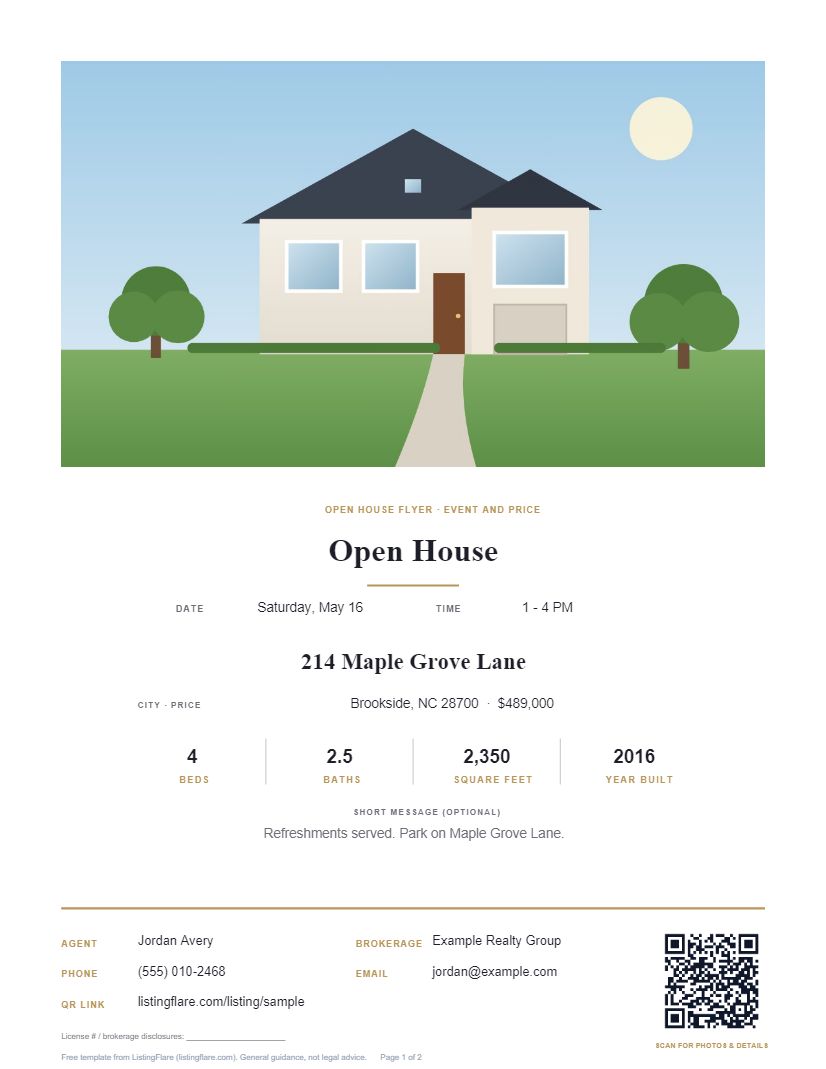 OPEN HOUSE FLYER · EVENT AND PRICE
Open House
DATE Saturday, May 16 TIME 1 - 4 PM
214 Maple Grove Lane
CITY · PRICE Brookside, NC 28700 · $489,000
4 2.5 2,350 2016
BEDS BATHS SQUARE FEET YEAR BUILT
SHORT MESSAGE (OPTIONAL)
Refreshments served. Park on Maple Grove Lane.
AGENT Jordan Avery BROKERAGE Example Realty Group
PHONE (555) 010-2468 EMAIL jordan@example.com
QR LINK listingflare.com/listing/sample
License # / brokerage disclosures: ______________________
SCAN FOR PHOTOS & DETAILS
Free template from ListingFlare (listingflare.com). General guidance, not legal advice. Page 1 of 2